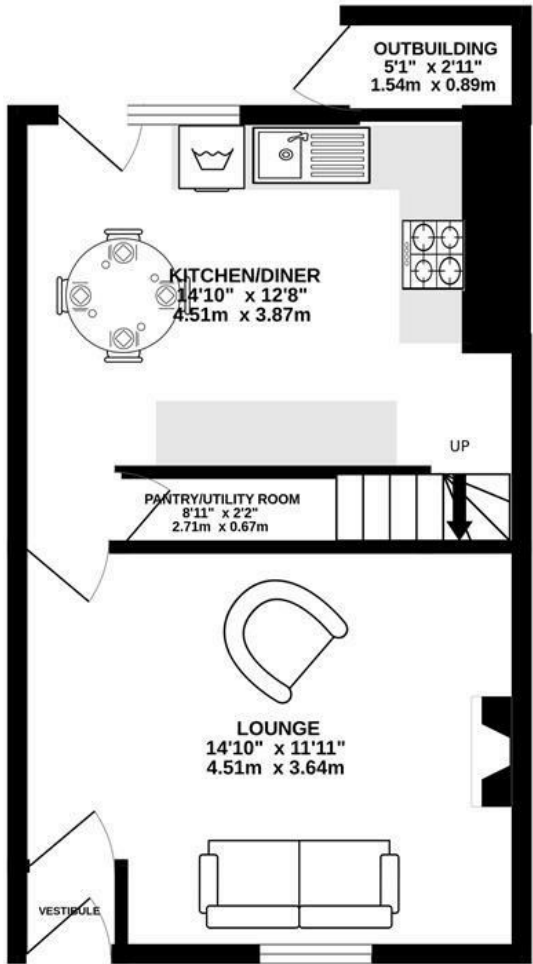 OUTBUILDING
5'1" x 2'11"
1.54m x 0.89m
KITCHEN/DINER
14'10" x 12'8"
4.51m x 3.87m
UP
PANTRY/UTILITY ROOM
8'11" x 2'2"
2.71m x 0.67m
LOUNGE
14'10" x 11'11"
4.51m x 3.64m
VESTIBULE